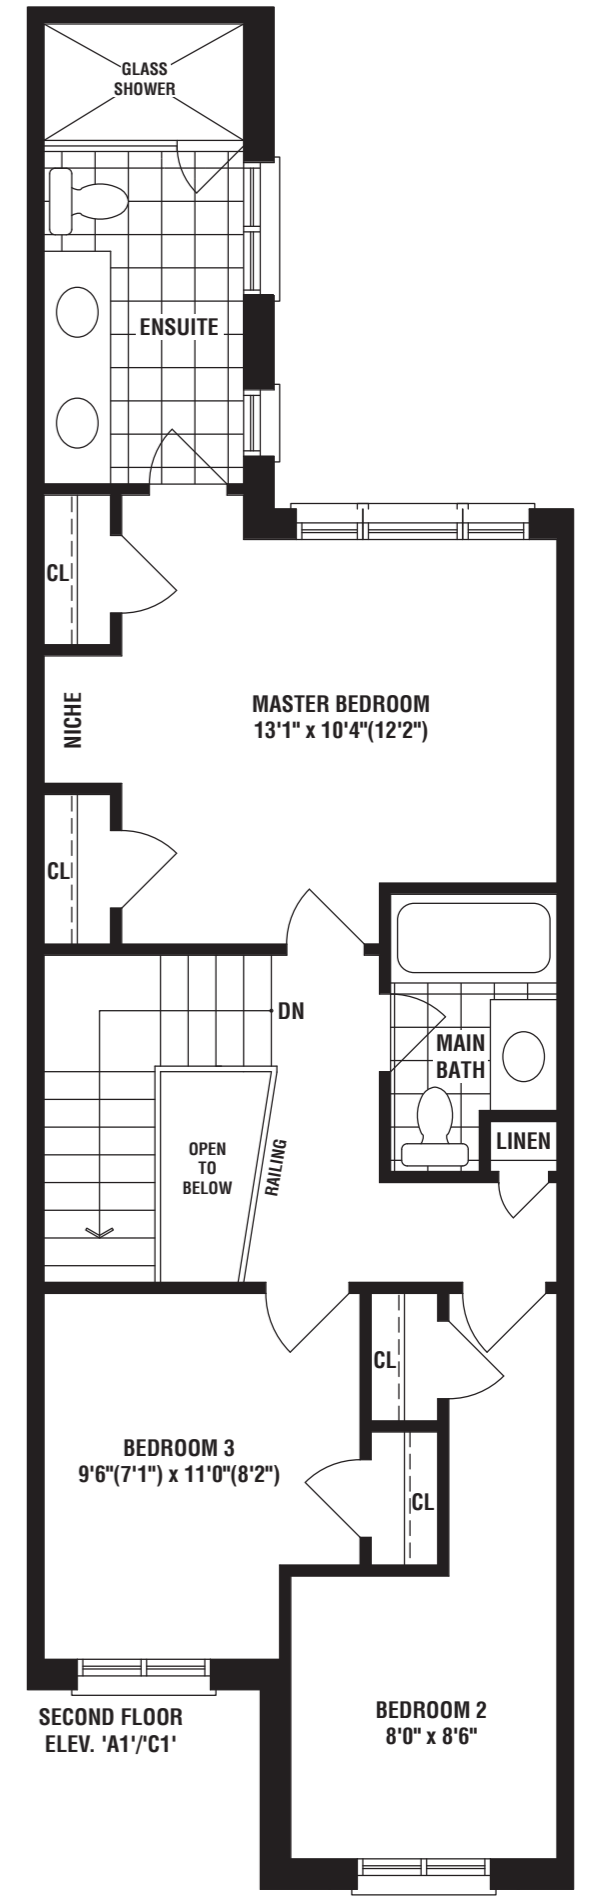 GLASS
SHOWER
ENSUITE
CL
NICHE
MASTER BEDROOM
13'1" x 10'4"(12'2")
CL
DN
MAIN
BATH
OPEN
TO
BELOW
RAILING
LINEN
CL
BEDROOM 3
9'6"(7'1") x 11'0"(8'2")
CL
SECOND FLOOR
ELEV. 'A1'/'C1'
BEDROOM 2
8'0" x 8'6"